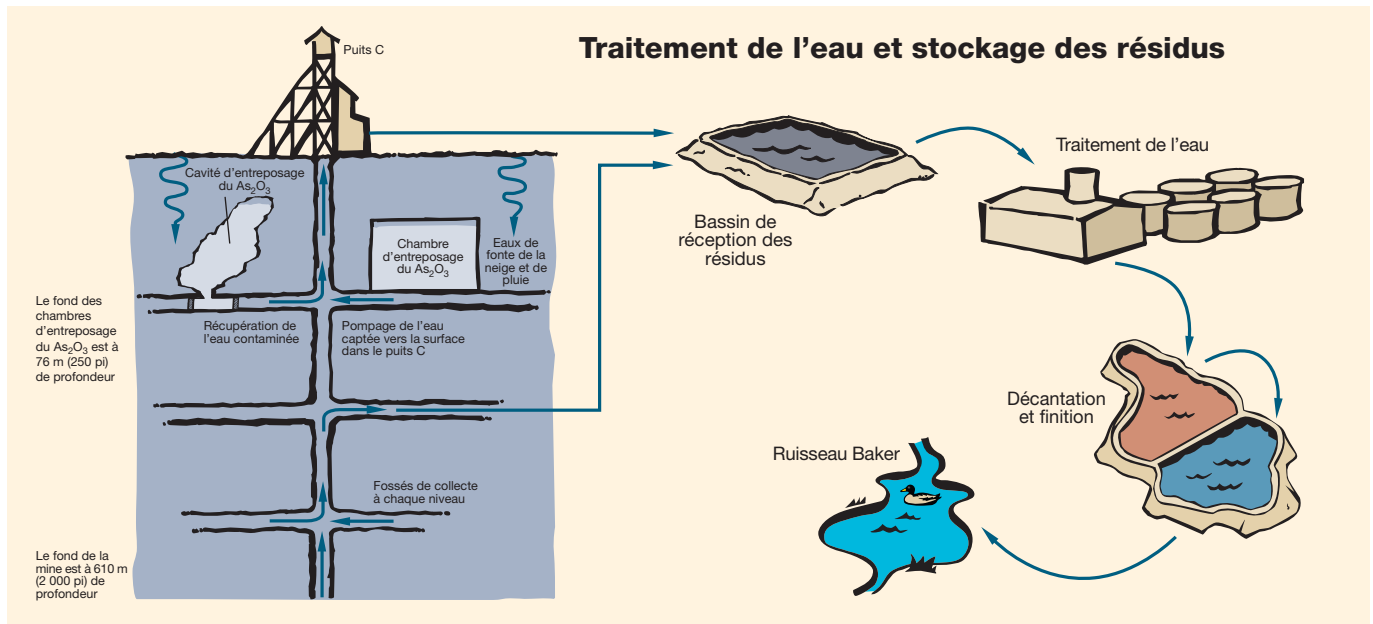 Traitement de l’eau et stockage des résidus
Puits C
Cavité d’entreposage
du As₂O₃
Chambre
d’entreposage
du As₂O₃
Eaux de
fonte de la
neige et de
pluie
Le fond des
chambres
d’entreposage
du As₂O₃ est à
76 m (250 pi)
de profondeur
Récupération de
l’eau contaminée
Pompage de l’eau
captée vers la surface
dans le puits C
Fossés de collecte
à chaque niveau
Le fond de la
mine est à 610 m
(2 000 pi) de
profondeur
Bassin de
réception des
résidus
Traitement de l’eau
Décantation
et finition
Ruisseau Baker